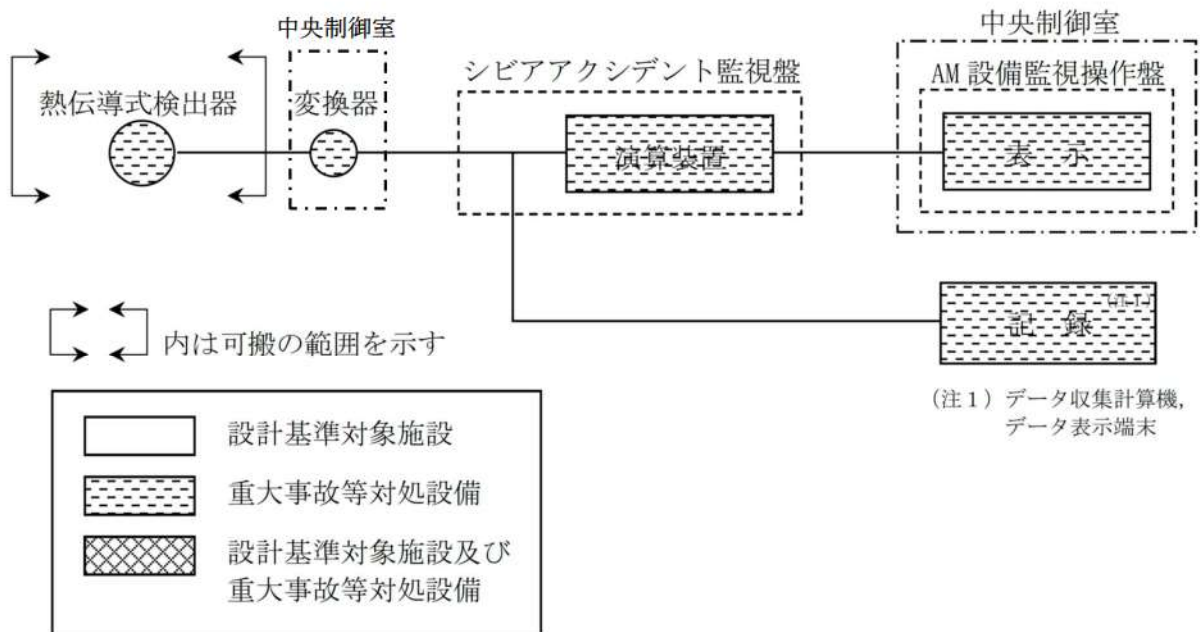 中央制御室
熱伝導式検出器
変換器
シビアアクシデント監視盤
演算装置
中央制御室
AM 設備監視操作盤
表 示
記 録 (注1)
内は可搬の範囲を示す
(注1) データ収集計算機,
データ表示端末
設計基準対象施設
重大事故等対処設備
設計基準対象施設及び
重大事故等対処設備